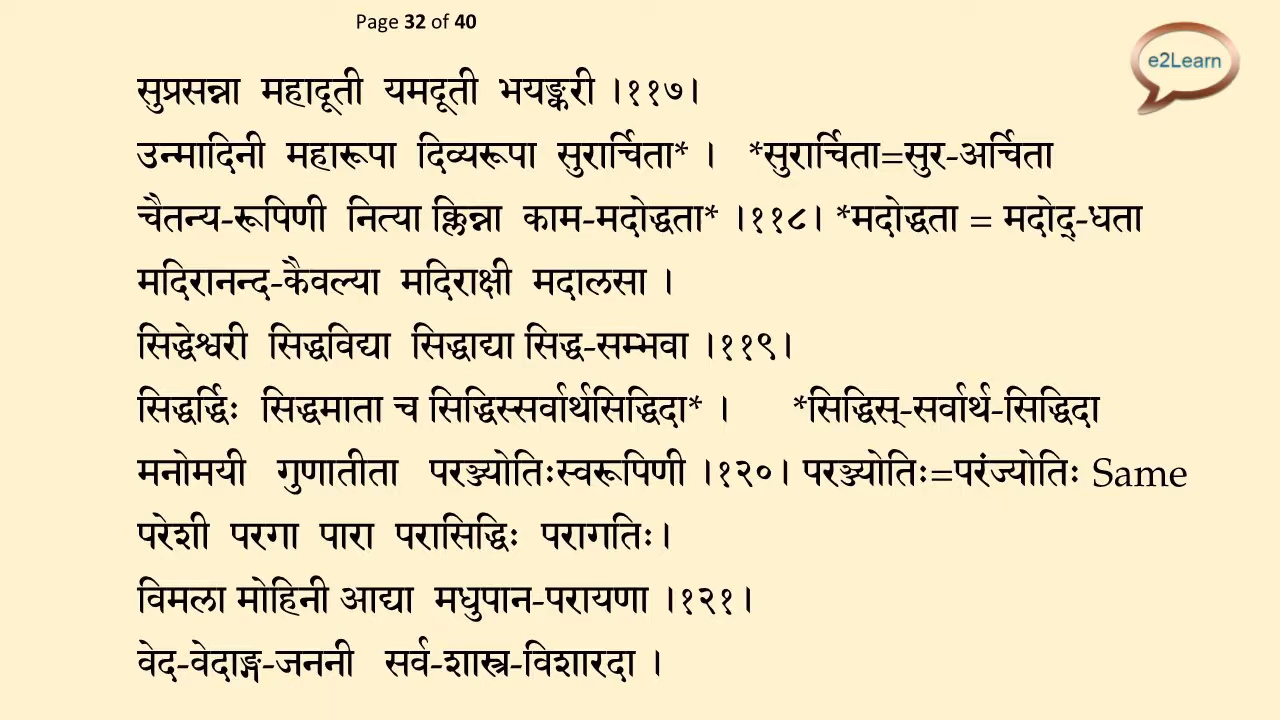 Page 32 of 40
e2Learn
सुप्रसन्ना महादूती यमदूती भयङ्करी ।११७।
उन्मादिनी महारूपा दिव्यरूपा सुरार्चिता* । *सुरार्चिता=सुर-अर्चिता
चैतन्य-रूपिणी नित्या क्लिन्ना काम-मदोद्धता* ।११८। *मदोद्धता = मदोद्-धता
मदिरानन्द-कैवल्या मदिराक्षी मदालसा ।
सिद्धेश्वरी सिद्धविद्या सिद्धाद्या सिद्ध-सम्भवा ।११९।
सिद्धर्द्धिः सिद्धमाता च सिद्धिस्सर्वार्थसिद्धिदा* । *सिद्धिस्-सर्वार्थ-सिद्धिदा
मनोमयी गुणातीता परञ्ज्योतिःस्वरूपिणी ।१२०। परञ्ज्योतिः=परंज्योतिः Same
परेशी परगा पारा परासिद्धिः परागतिः।
विमला मोहिनी आद्या मधुपान-परायणा ।१२१।
वेद-वेदाङ्ग-जननी सर्व-शास्त्र-विशारदा ।